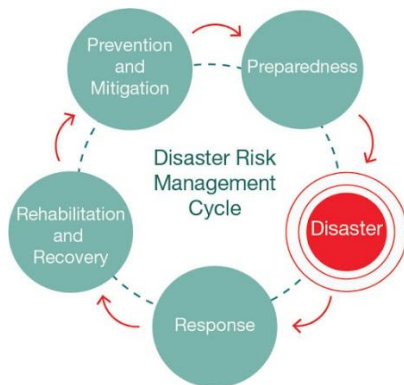 Prevention
and
Mitigation
Preparedness
Disaster Risk
Management
Cycle
Disaster
Rehabilitation
and
Recovery
Response